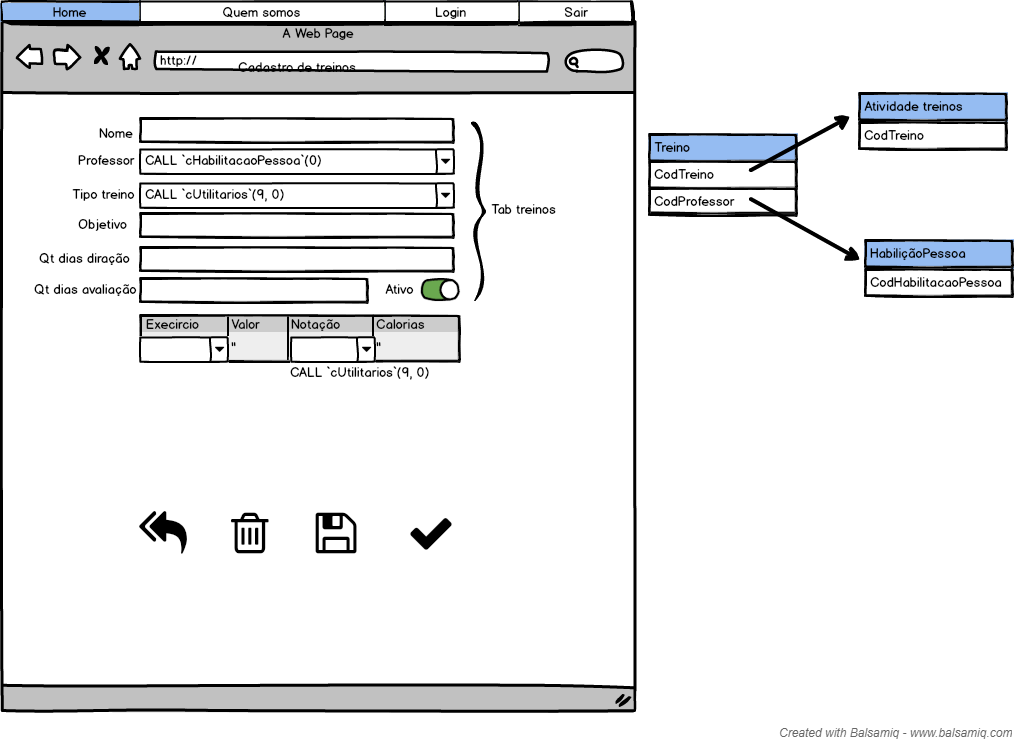 Home Quem somos Login Sair
A Web Page
http://
Cadastro de treinos
Nome
Professor CALL `cHabilitacaoPessoa`(0)
Tipo treino CALL `cUtilitarios`(9, 0)
Objetivo
Qt dias diração
Qt dias avaliação Ativo
Tab treinos
Execircio Valor Notação Calorias
" "
CALL `cUtilitarios`(9, 0)
Treino
CodTreino
CodProfessor
Atividade treinos
CodTreino
HabiliçãoPessoa
CodHabilitacaoPessoa
Created with Balsamiq - www.balsamiq.com